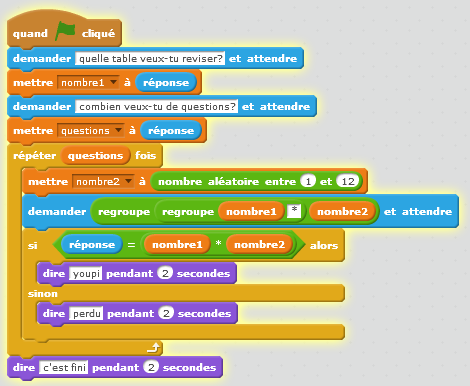 quand cliqué
demander quelle table veux-tu reviser? et attendre
mettre nombre1 à réponse
demander combien veux-tu de questions? et attendre
mettre questions à réponse
répéter questions fois
mettre nombre2 à nombre aléatoire entre 1 et 12
demander regroupe regroupe nombre1 * nombre2 et attendre
si réponse = nombre1 * nombre2 alors
dire youpi pendant 2 secondes
sinon
dire perdu pendant 2 secondes
dire c'est fini pendant 2 secondes